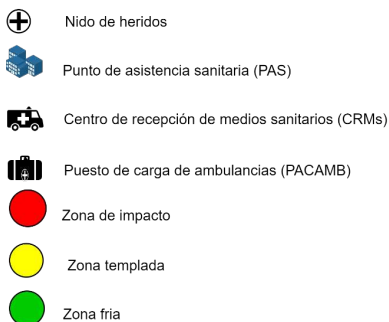 Nido de heridos
Punto de asistencia sanitaria (PAS)
Centro de recepción de medios sanitarios (CRMs)
Puesto de carga de ambulancias (PACAMB)
Zona de impacto
Zona templada
Zona fria